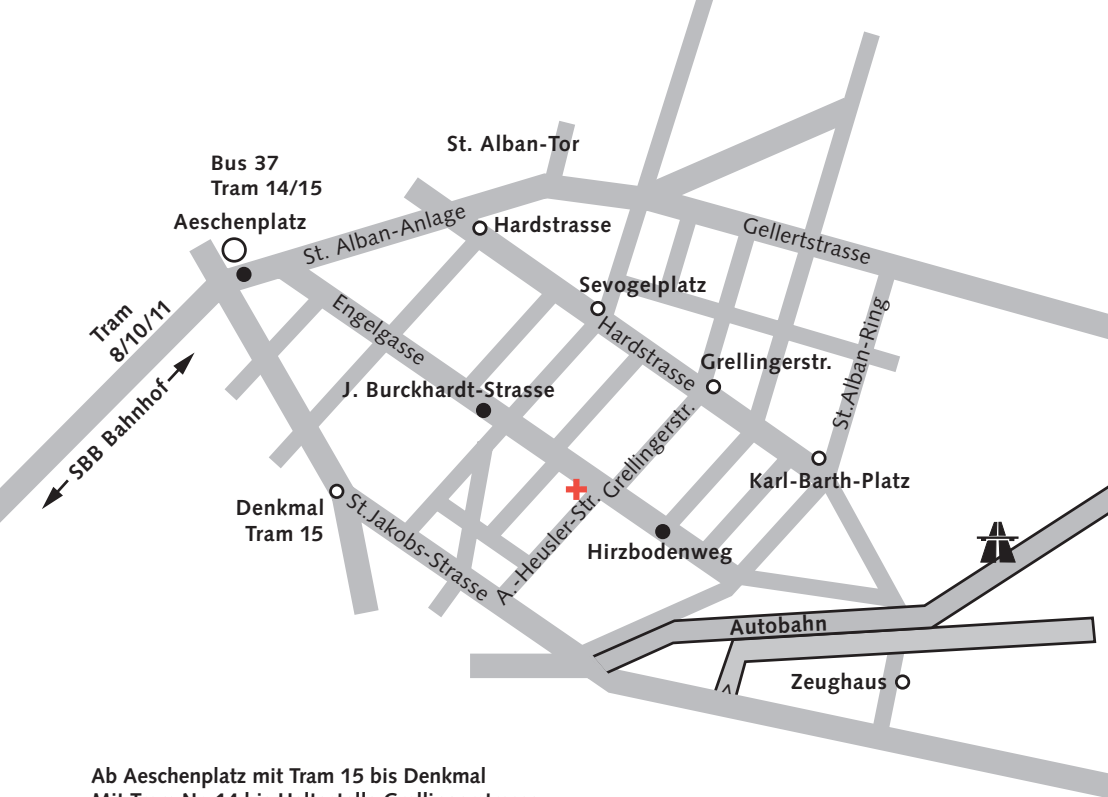 St. Alban-Tor
Bus 37
Tram 14/15
Aeschenplatz
St. Alban-Anlage
Hardstrasse
Gellertstrasse
Sevogelplatz
Tram
8/10/11
Engelgasse
Hardstrasse
St.Alban-Ring
Grellingerstr.
J. Burckhardt-Strasse
SBB Bahnhof
Grellingerstr.
Karl-Barth-Platz
Denkmal
Tram 15
St.Jakobs-Strasse
A.-Heusler-Str.
Hirzbodenweg
Autobahn
Zeughaus
Ab Aeschenplatz mit Tram 15 bis Denkmal